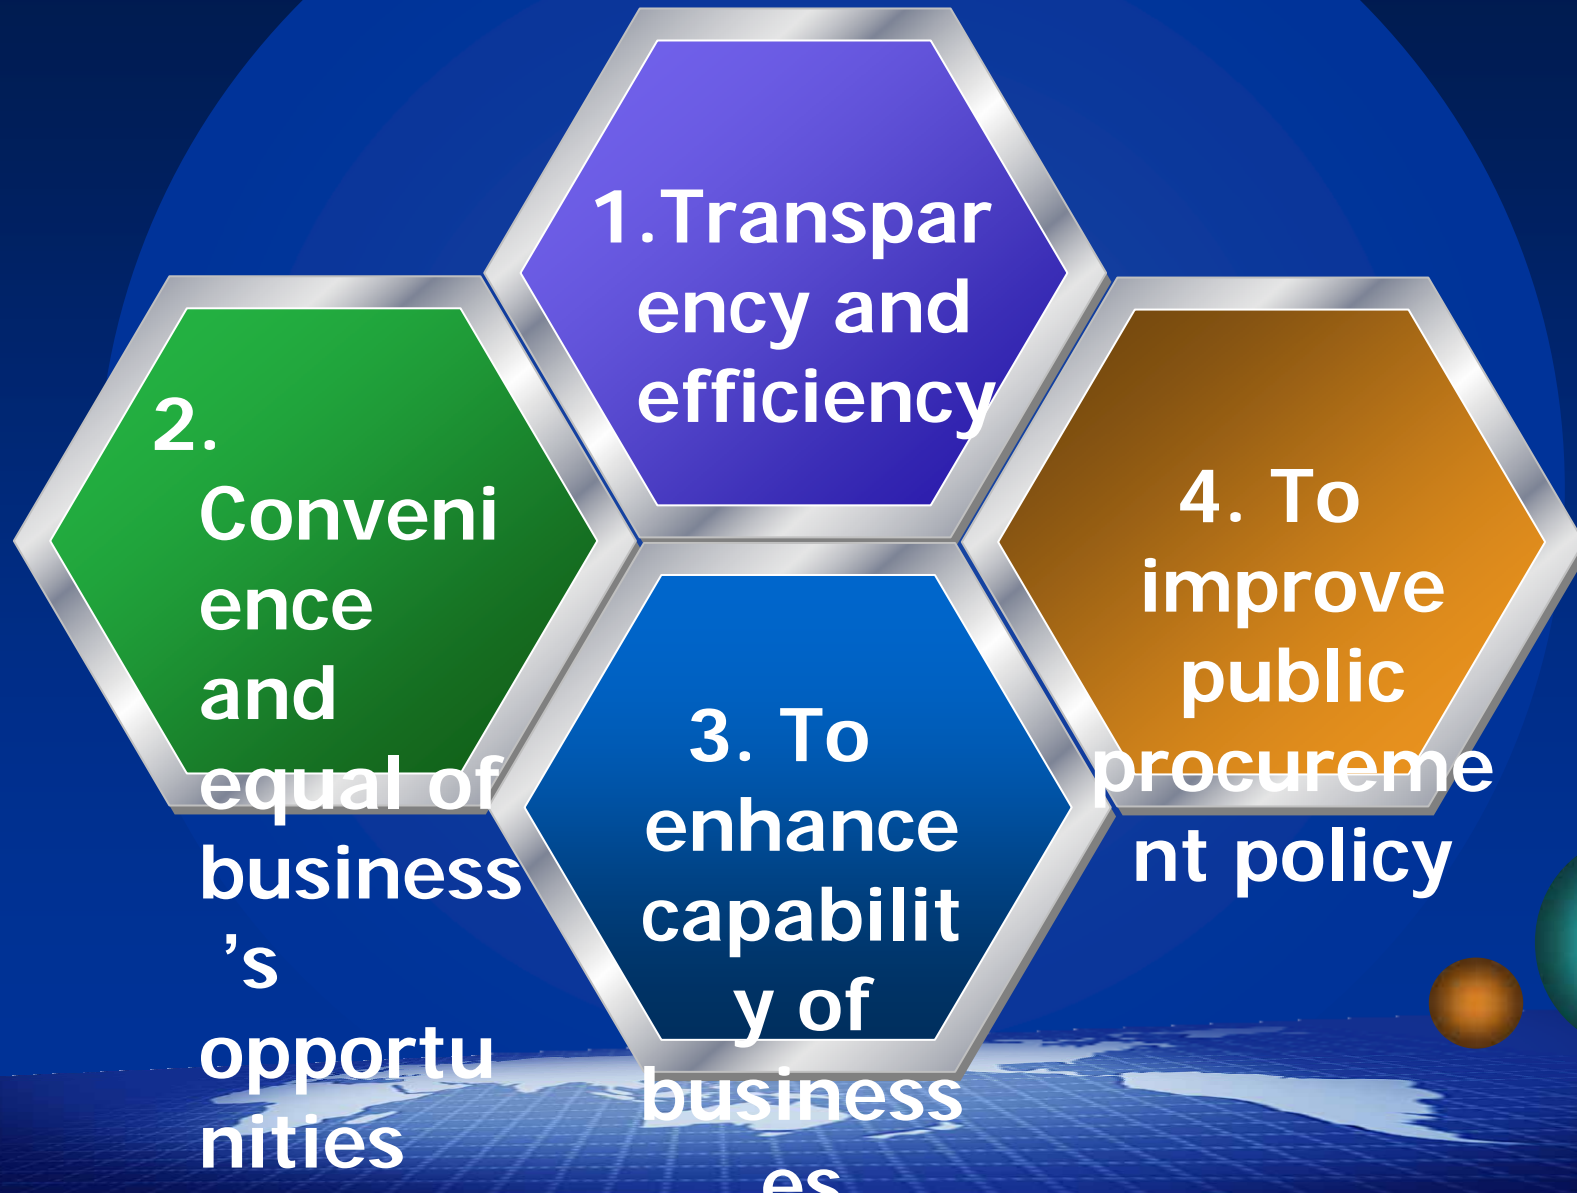 1.Transpar
ency and
efficiency
2.
Conveni
ence
and
equal of
business
’s
opportu
nities
3. To
enhance
capabilit
y of
business
es
4. To
improve
public
procureme
nt policy